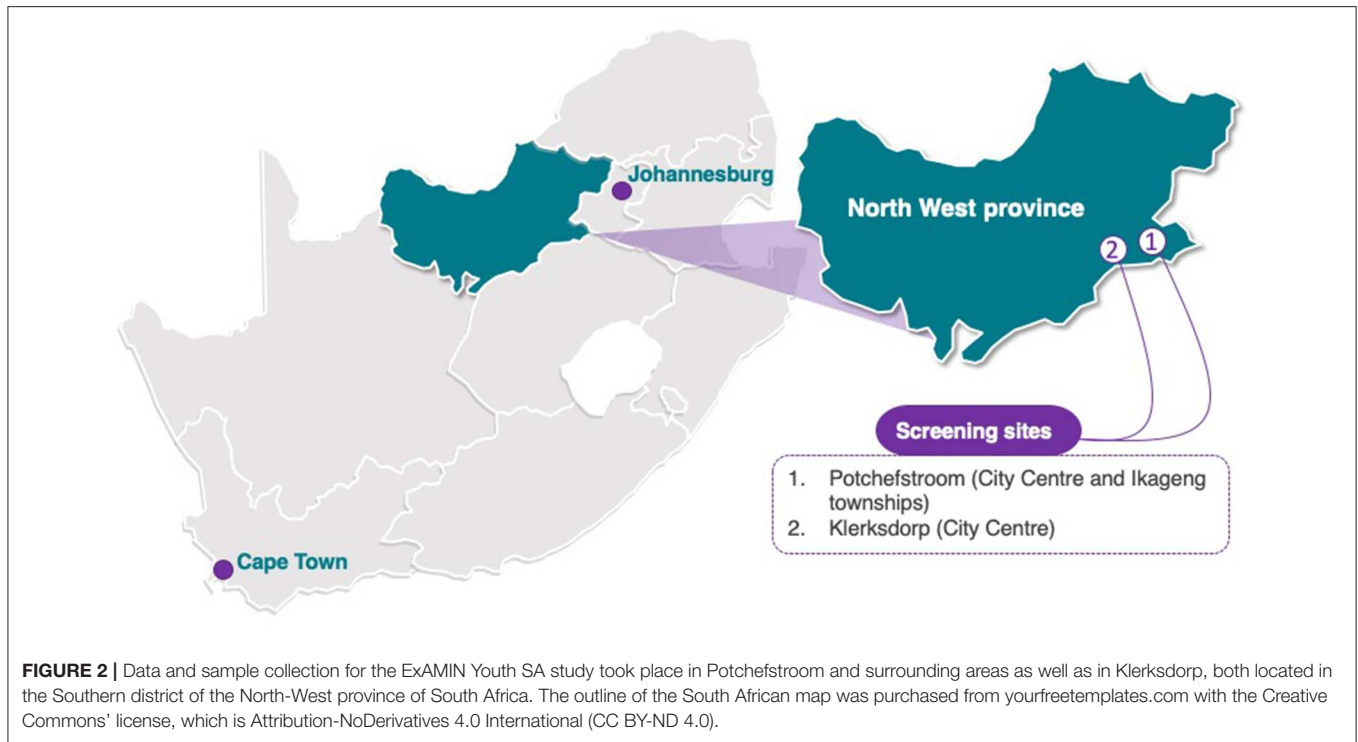 Johannesburg
North West province
2
1
Screening sites
1. Potchefstroom (City Centre and Ikageng
townships)
2. Klerksdorp (City Centre)
Cape Town
FIGURE 2 | Data and sample collection for the ExAMIN Youth SA study took place in Potchefstroom and surrounding areas as well as in Klerksdorp, both located in
the Southern district of the North-West province of South Africa. The outline of the South African map was purchased from yourfreetemplates.com with the Creative
Commons' license, which is Attribution-NoDerivatives 4.0 International (CC BY-ND 4.0).